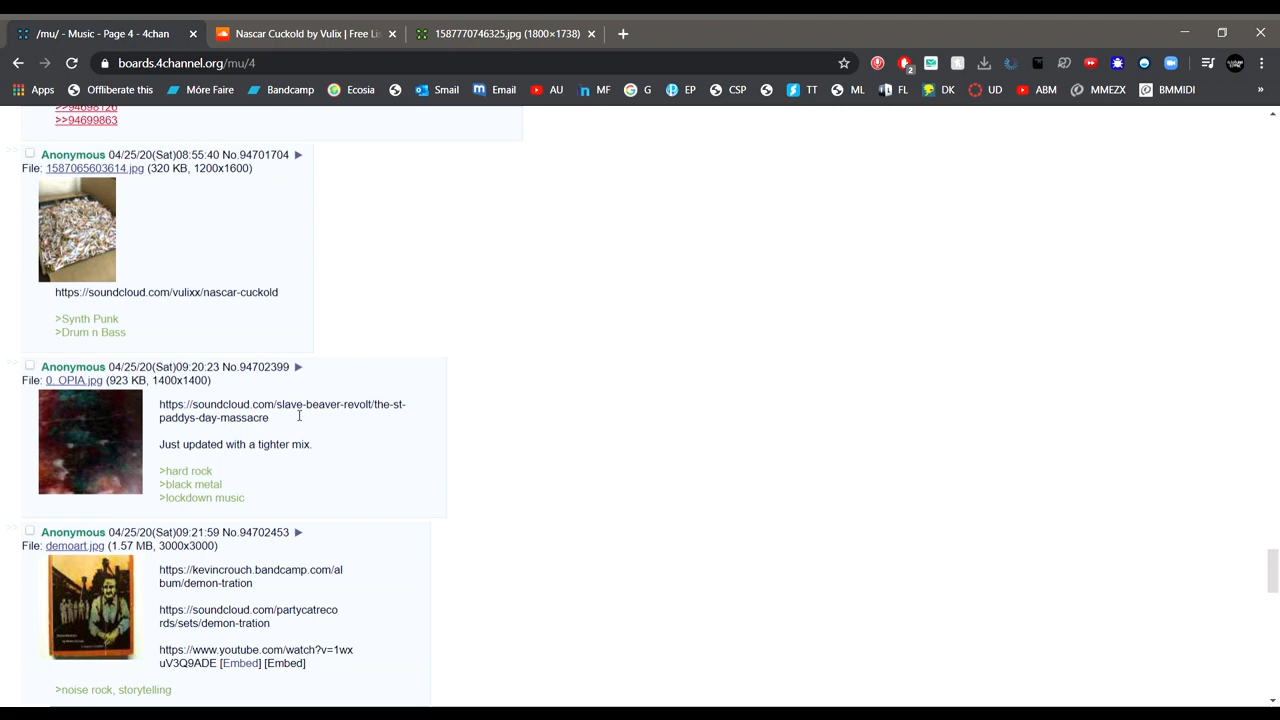 /mu/ - Music - Page 4 - 4chan
Nascar Cuckold by Vulix | Free Lis
1587770746325.jpg (1800×1738)
boards.4channel.org/mu/4
2
Apps
Offliberate this
Móre Faire
Bandcamp
Ecosia
Smail
Email
AU
MF
G
EP
CSP
TT
ML
FL
DK
UD
ABM
MMEZX
BMMIDI
»
>>94698126
>>94699863
>> Anonymous 04/25/20(Sat)08:55:40 No.94701704
File: 1587065603614.jpg (320 KB, 1200x1600)
https://soundcloud.com/vulixx/nascar-cuckold
>Synth Punk
>Drum n Bass
>> Anonymous 04/25/20(Sat)09:20:23 No.94702399
File: 0. OPIA.jpg (923 KB, 1400x1400)
https://soundcloud.com/slave-beaver-revolt/the-st-
paddys-day-massacre
Just updated with a tighter mix.
>hard rock
>black metal
>lockdown music
>> Anonymous 04/25/20(Sat)09:21:59 No.94702453
File: demoart.jpg (1.57 MB, 3000x3000)
https://kevincrouch.bandcamp.com/al
bum/demon-tration
https://soundcloud.com/partycatreco
rds/sets/demon-tration
https://www.youtube.com/watch?v=1wx
uV3Q9ADE [Embed] [Embed]
>noise rock, storytelling